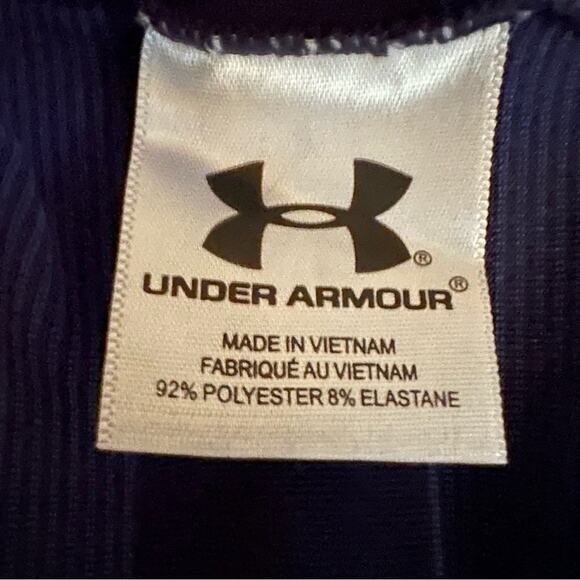 ®
UNDER ARMOUR®
MADE IN VIETNAM
FABRIQUÉ AU VIETNAM
92% POLYESTER 8% ELASTANE